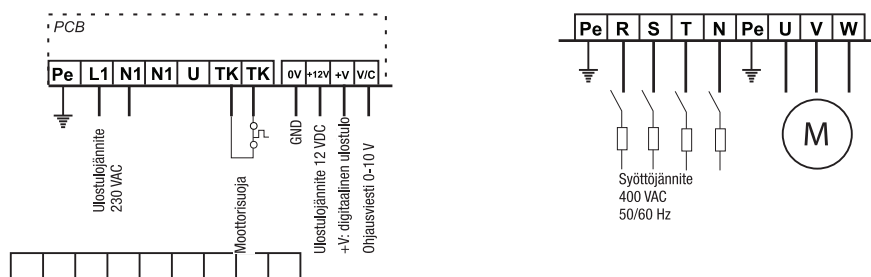 PCB
Pe L1 N1 N1 U TK TK 0V +12V +V V/C
Ulostulojännite
230 VAC
Moottorisuoja
GND
Ulostulojännite 12 VDC
+V: digitaalinen ulostulo
Ohjausviesti 0-10 V
Pe R S T N Pe U V W
M
Syöttöjännite
400 VAC
50/60 Hz